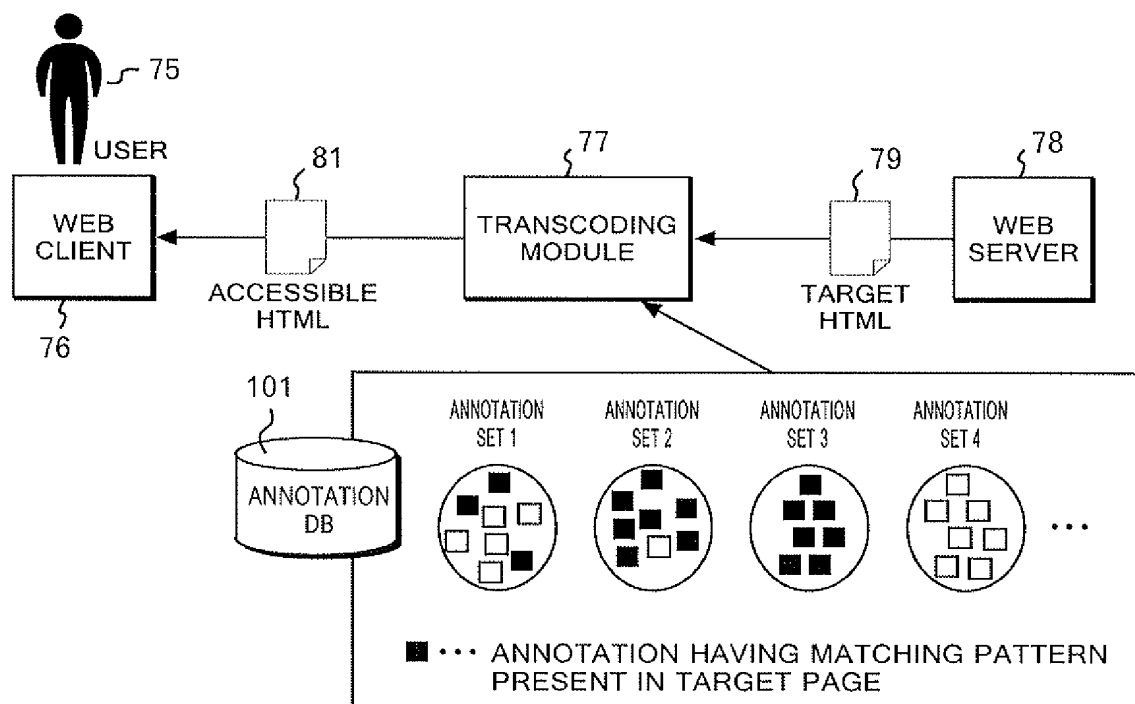 75
USER
81
77
79
78
WEB
CLIENT
TRANSCODING
MODULE
WEB
SERVER
ACCESSIBLE
HTML
TARGET
HTML
76
101
ANNOTATION
DB
ANNOTATION
SET 1
ANNOTATION
SET 2
ANNOTATION
SET 3
ANNOTATION
SET 4
...
■ ... ANNOTATION HAVING MATCHING PATTERN
PRESENT IN TARGET PAGE